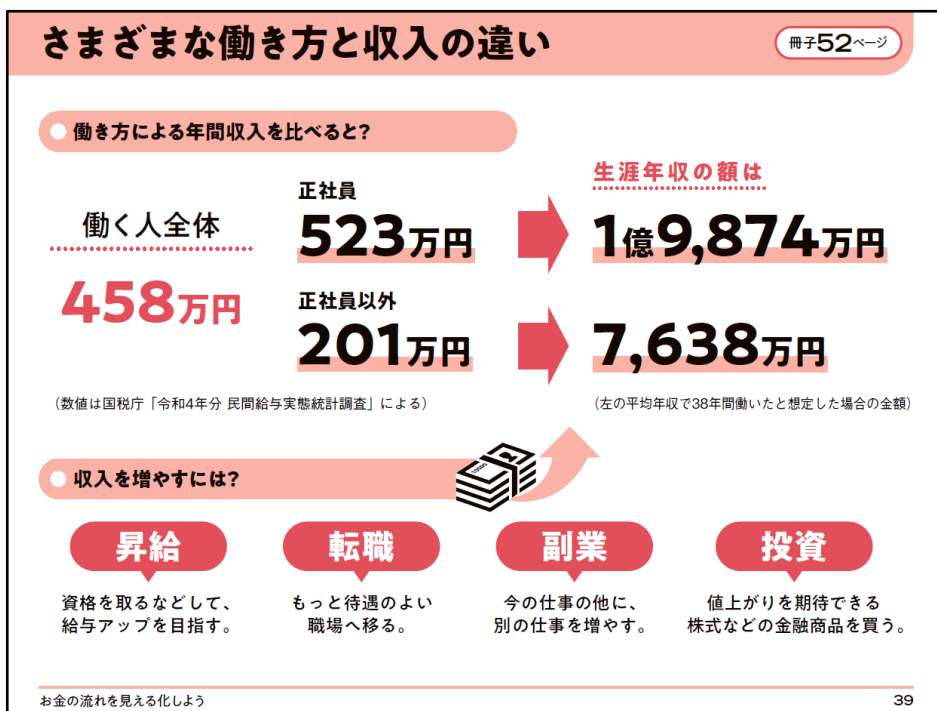 さまざまな働き方と収入の違い
冊子52ページ
働き方による年間収入を比べると?
働く人全体
458万円
正社員
523万円
正社員以外
201万円
生涯年収の額は
1億9,874万円
7,638万円
(数値は国税庁「令和4年分 民間給与実態統計調査」による)
(左の平均年収で38年間働いたと想定した場合の金額)
収入を増やすには?
10000
昇給
資格を取るなどして、
給与アップを目指す。
転職
もっと待遇のよい
職場へ移る。
副業
今の仕事の他に、
別の仕事を増やす。
投資
値上がりを期待できる
株式などの金融商品を買う。
お金の流れを見える化しよう
39